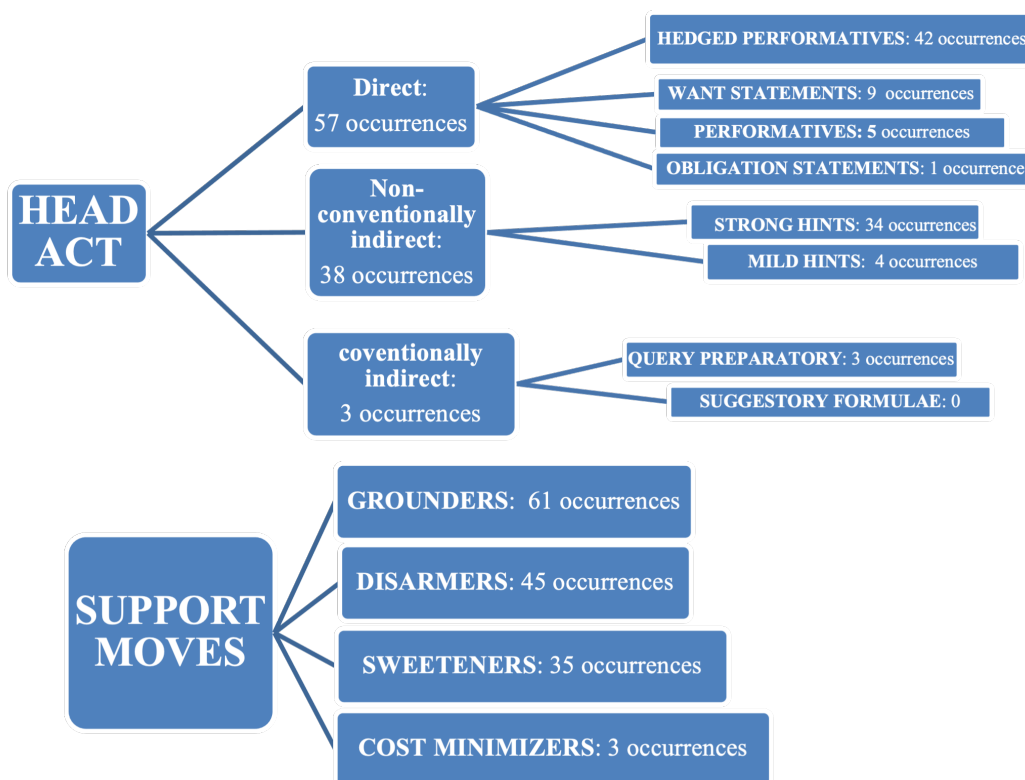 HEAD
ACT
Direct:
57 occurrences
HEDGED PERFORMATIVES: 42 occurrences
WANT STATEMENTS: 9 occurrences
PERFORMATIVES: 5 occurrences
OBLIGATION STATEMENTS: 1 occurrence
Non-
conventionally
indirect:
38 occurrences
STRONG HINTS: 34 occurrences
MILD HINTS: 4 occurrences
coventionally
indirect:
3 occurrences
QUERY PREPARATORY: 3 occurrences
SUGGESTORY FORMULAE: 0
SUPPORT
MOVES
GROUNDERS: 61 occurrences
DISARMERS: 45 occurrences
SWEETENERS: 35 occurrences
COST MINIMIZERS: 3 occurrences